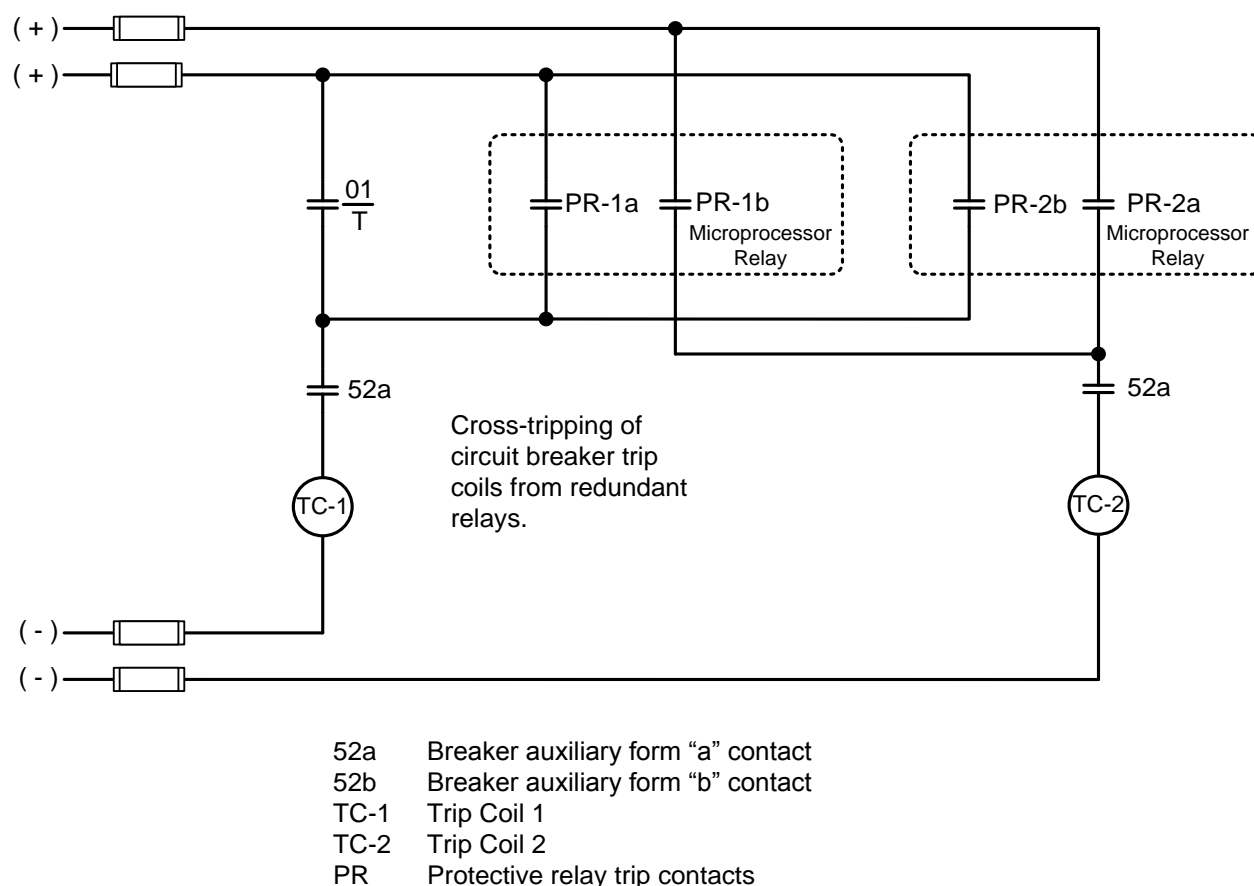 ( + )
( + )
01
T
PR-1a
PR-1b
Microprocessor
Relay
PR-2b
PR-2a
Microprocessor
Relay
52a
52a
Cross-tripping of
circuit breaker trip
coils from redundant
relays.
TC-1
TC-2
( - )
( - )
52a Breaker auxiliary form “a” contact
52b Breaker auxiliary form “b” contact
TC-1 Trip Coil 1
TC-2 Trip Coil 2
PR Protective relay trip contacts